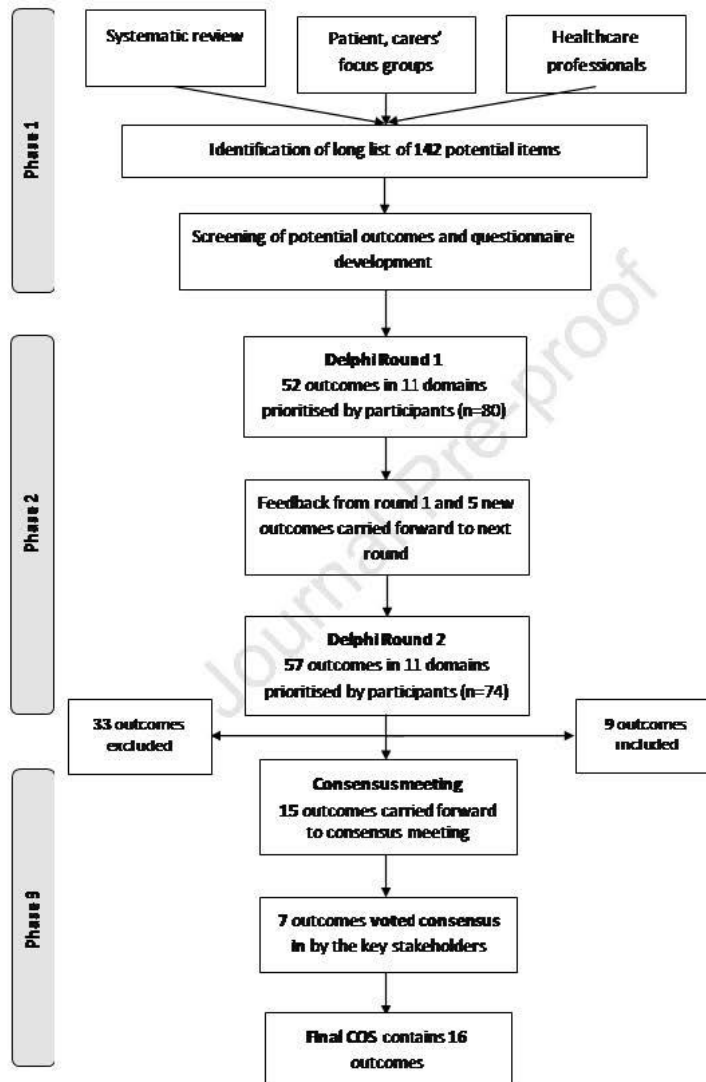 Phase 1
Systematic review
Patient, carers'
focus groups
Healthcare
professionals
Identification of long list of 142 potential items
Screening of potential outcomes and questionnaire
development
Phase 2
Delphi Round 1
52 outcomes in 11 domains
prioritised by participants (n=80)
Feedback from round 1 and 5 new
outcomes carried forward to next
round
Delphi Round 2
57 outcomes in 11 domains
prioritised by participants (n=74)
33 outcomes
excluded
9 outcomes
included
Phase 3
Consensus meeting
15 outcomes carried forward
to consensus meeting
7 outcomes voted consensus
in by the key stakeholders
Final COS contains 16
outcomes
Journal Pre-proof